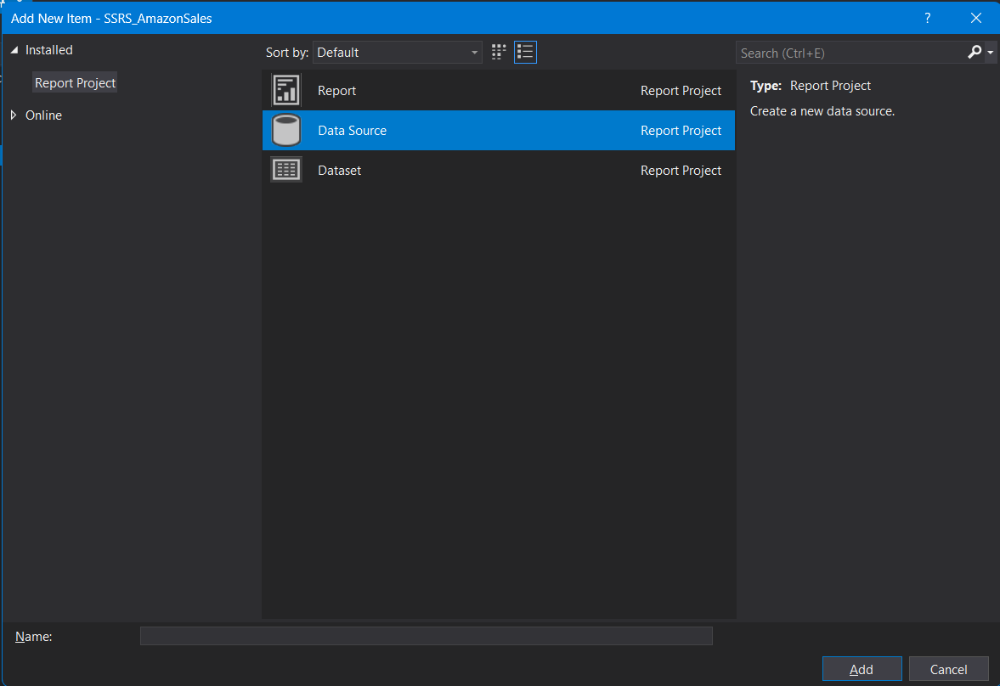 Add New Item - SSRS_AmazonSales ?
Installed
Report Project
Online
Sort by: Default
Report Report Project
Data Source Report Project
Dataset Report Project
Search (Ctrl+E)
Type: Report Project
Create a new data source.
Name:
Add Cancel